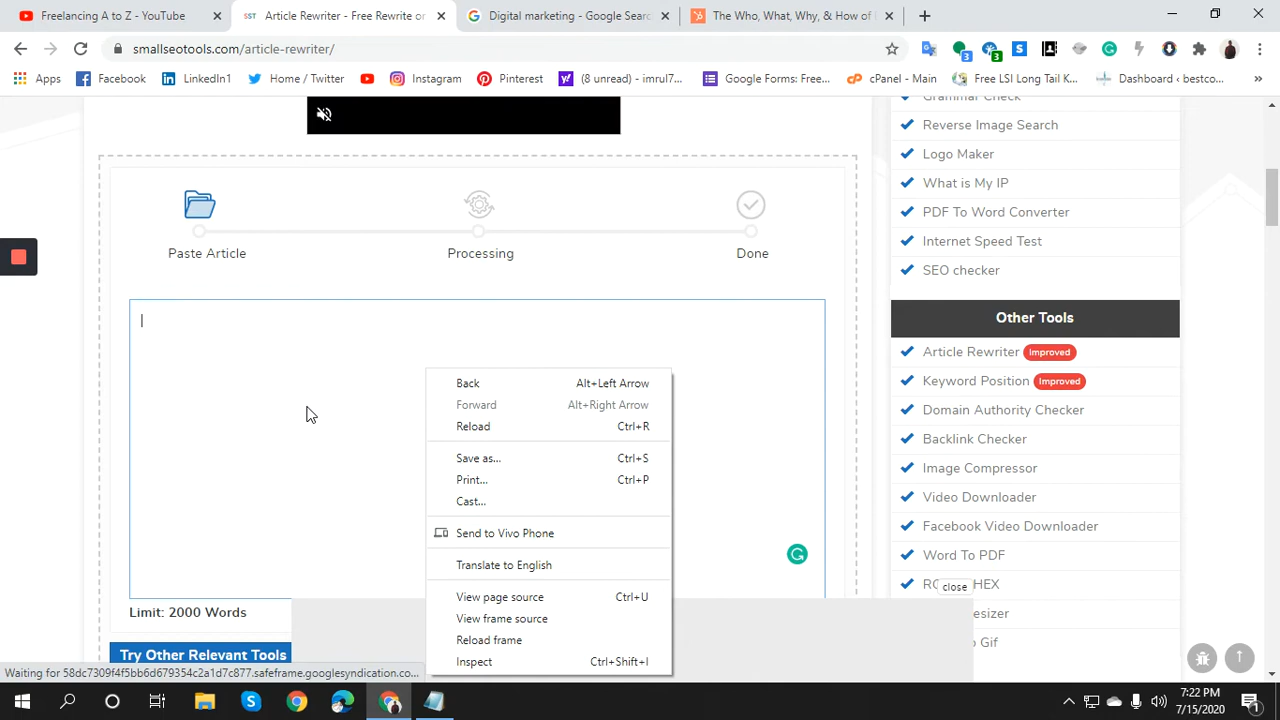 Freelancing A to Z - YouTube
SST Article Rewriter - Free Rewrite or
Digital marketing - Google Searc
The Who, What, Why, & How of
smallseotools.com/article-rewriter/
3
3
Apps Facebook LinkedIn1 Home / Twitter Instagram Pinterest (8 unread) - imrul7... Google Forms: Free... cPanel - Main Free LSI Long Tail K... Dashboard ‹ bestco... »
Grammar Check
Reverse Image Search
Logo Maker
What is My IP
PDF To Word Converter
Internet Speed Test
SEO checker
Paste Article Processing Done
Other Tools
Article Rewriter Improved
Keyword Position Improved
Domain Authority Checker
Backlink Checker
Image Compressor
Video Downloader
Facebook Video Downloader
Word To PDF
HEX
close
esizer
Gif
Back Alt+Left Arrow
Forward Alt+Right Arrow
Reload Ctrl+R
Save as... Ctrl+S
Print... Ctrl+P
Cast...
Send to Vivo Phone
Translate to English
View page source Ctrl+U
View frame source
Reload frame
Inspect Ctrl+Shift+I
Limit: 2000 Words
Try Other Relevant Tools
Waiting for 58dc7309f4f5bb6d679354c2a1d7c877.safeframe.googlesyndication.co...
7:22 PM
7/15/2020
1